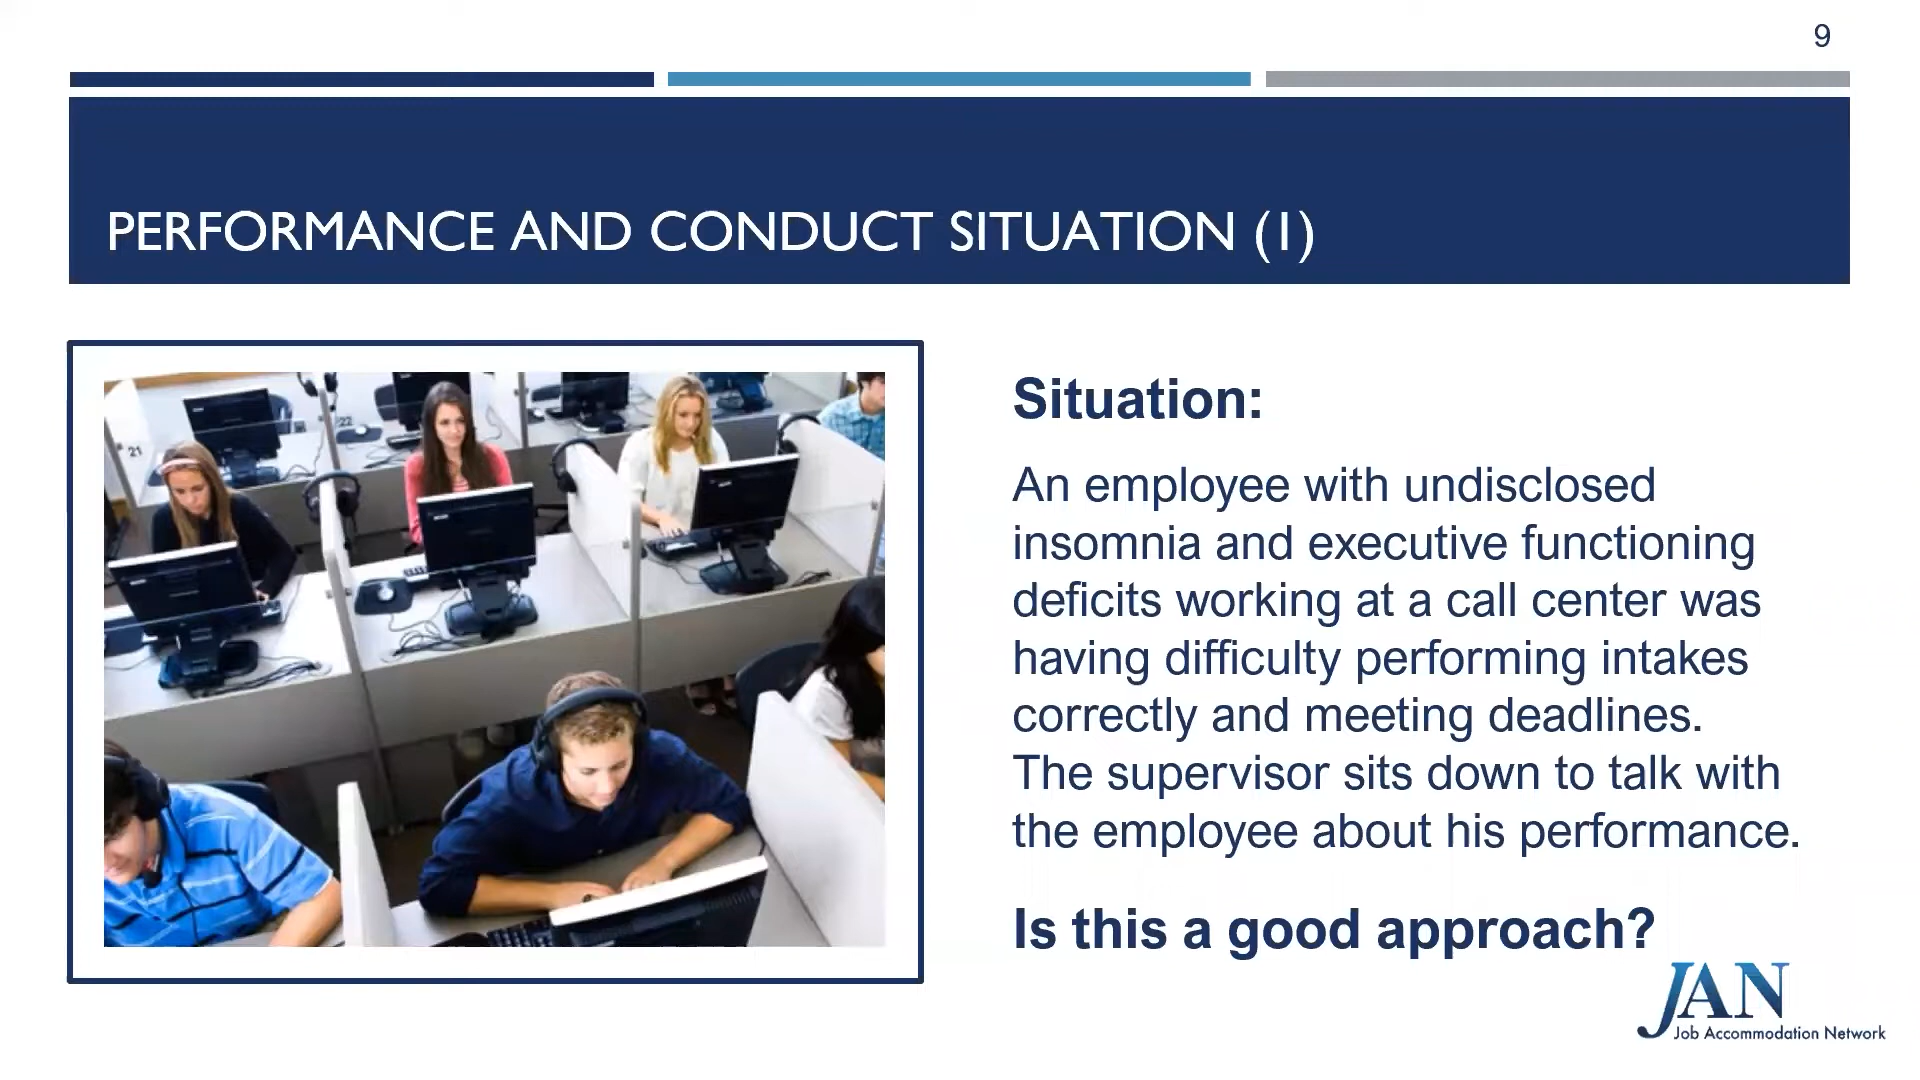 9
PERFORMANCE AND CONDUCT SITUATION (1)
21
22
Situation:
An employee with undisclosed
insomnia and executive functioning
deficits working at a call center was
having difficulty performing intakes
correctly and meeting deadlines.
The supervisor sits down to talk with
the employee about his performance.
Is this a good approach?
JAN
Job Accommodation Network